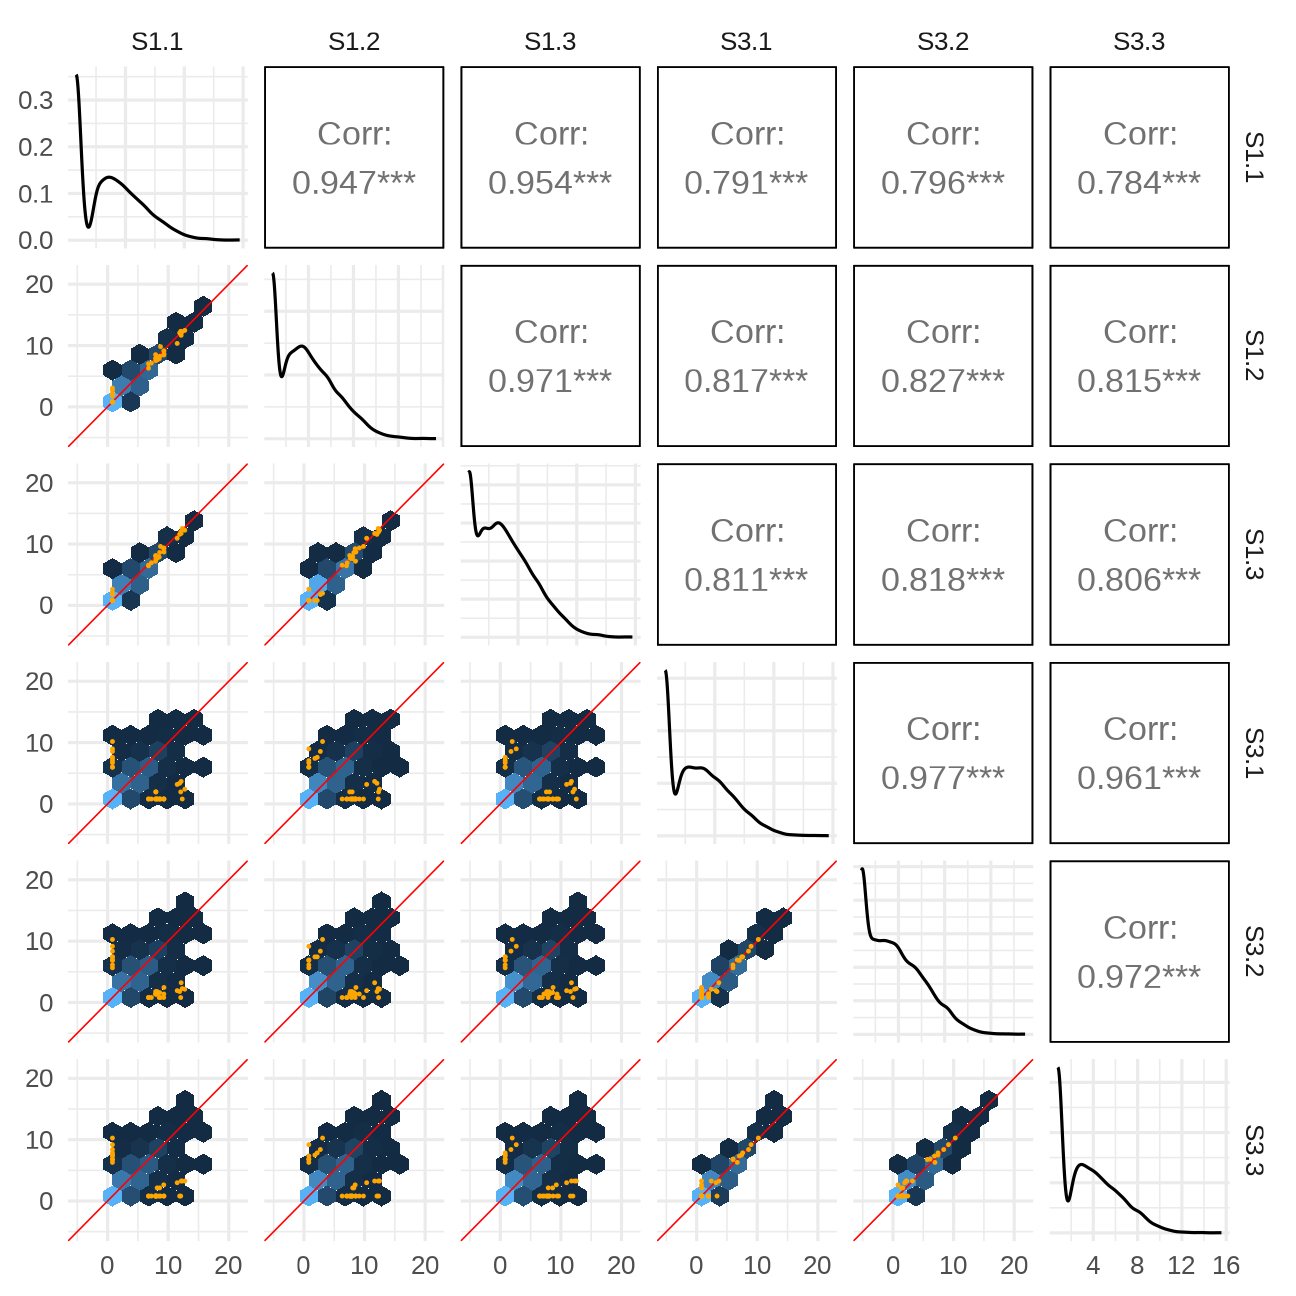 S1.1 S1.2 S1.3 S3.1 S3.2 S3.3
0.3
0.2
0.1
0.0
Corr:
0.947***
Corr:
0.954***
Corr:
0.791***
Corr:
0.796***
Corr:
0.784***
S1.1
20
10
0
Corr:
0.971***
Corr:
0.817***
Corr:
0.827***
Corr:
0.815***
S1.2
20
10
0
Corr:
0.811***
Corr:
0.818***
Corr:
0.806***
S1.3
20
10
0
Corr:
0.977***
Corr:
0.961***
S3.1
20
10
0
Corr:
0.972***
S3.2
20
10
0
S3.3
0 10 20 0 10 20 0 10 20 0 10 20 0 10 20 4 8 12 16